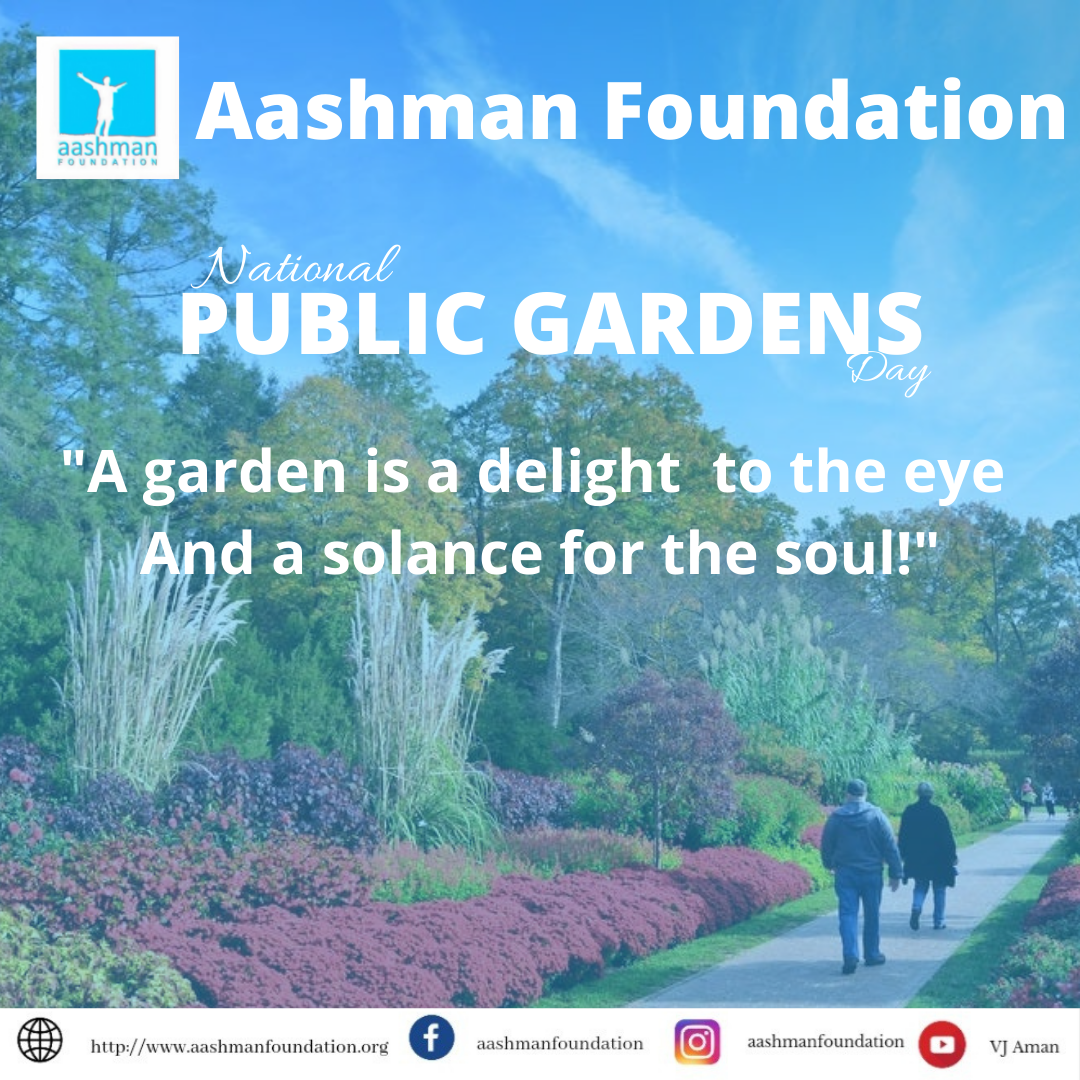 aashman
FOUNDATION
Aashman Foundation
National
PUBLIC GARDENS
Day
"A garden is a delight  to the eye
And a solance for the soul!"
http://www.aashmanfoundation.org
aashmanfoundation
aashmanfoundation
VJ Aman